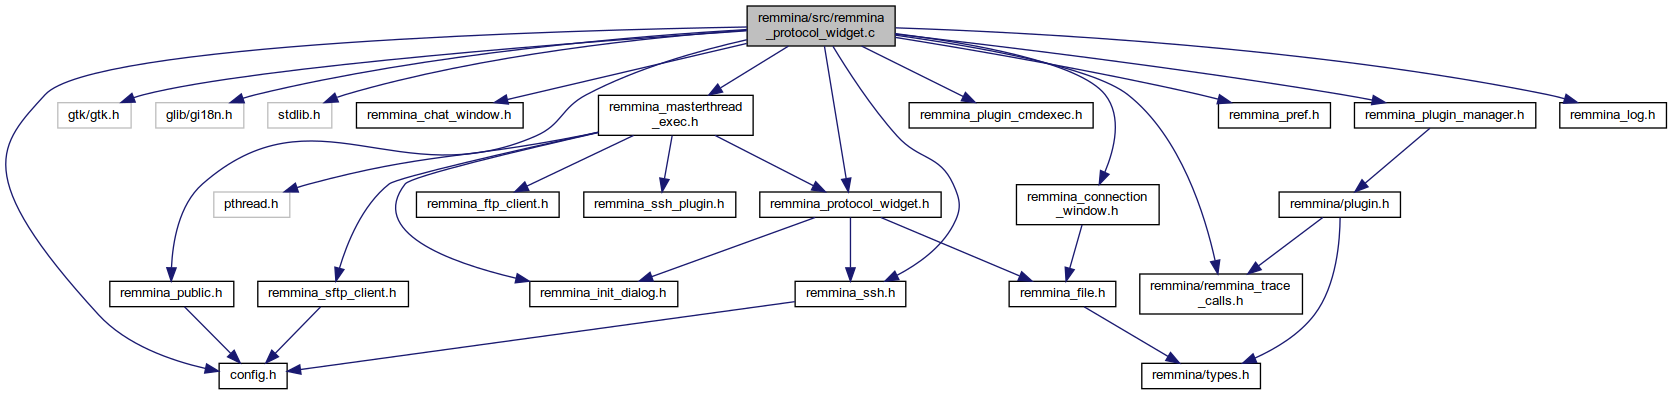 remmina/src/remmina
_protocol_widget.c
gtk/gtk.h
glib/gi18n.h
stdlib.h
remmina_chat_window.h
remmina_masterthread
_exec.h
remmina_plugin_cmdexec.h
remmina_pref.h
remmina_plugin_manager.h
remmina_log.h
pthread.h
remmina_ftp_client.h
remmina_ssh_plugin.h
remmina_protocol_widget.h
remmina_connection
_window.h
remmina/plugin.h
remmina_public.h
remmina_sftp_client.h
remmina_init_dialog.h
remmina_ssh.h
remmina_file.h
remmina/remmina_trace
_calls.h
config.h
remmina/types.h